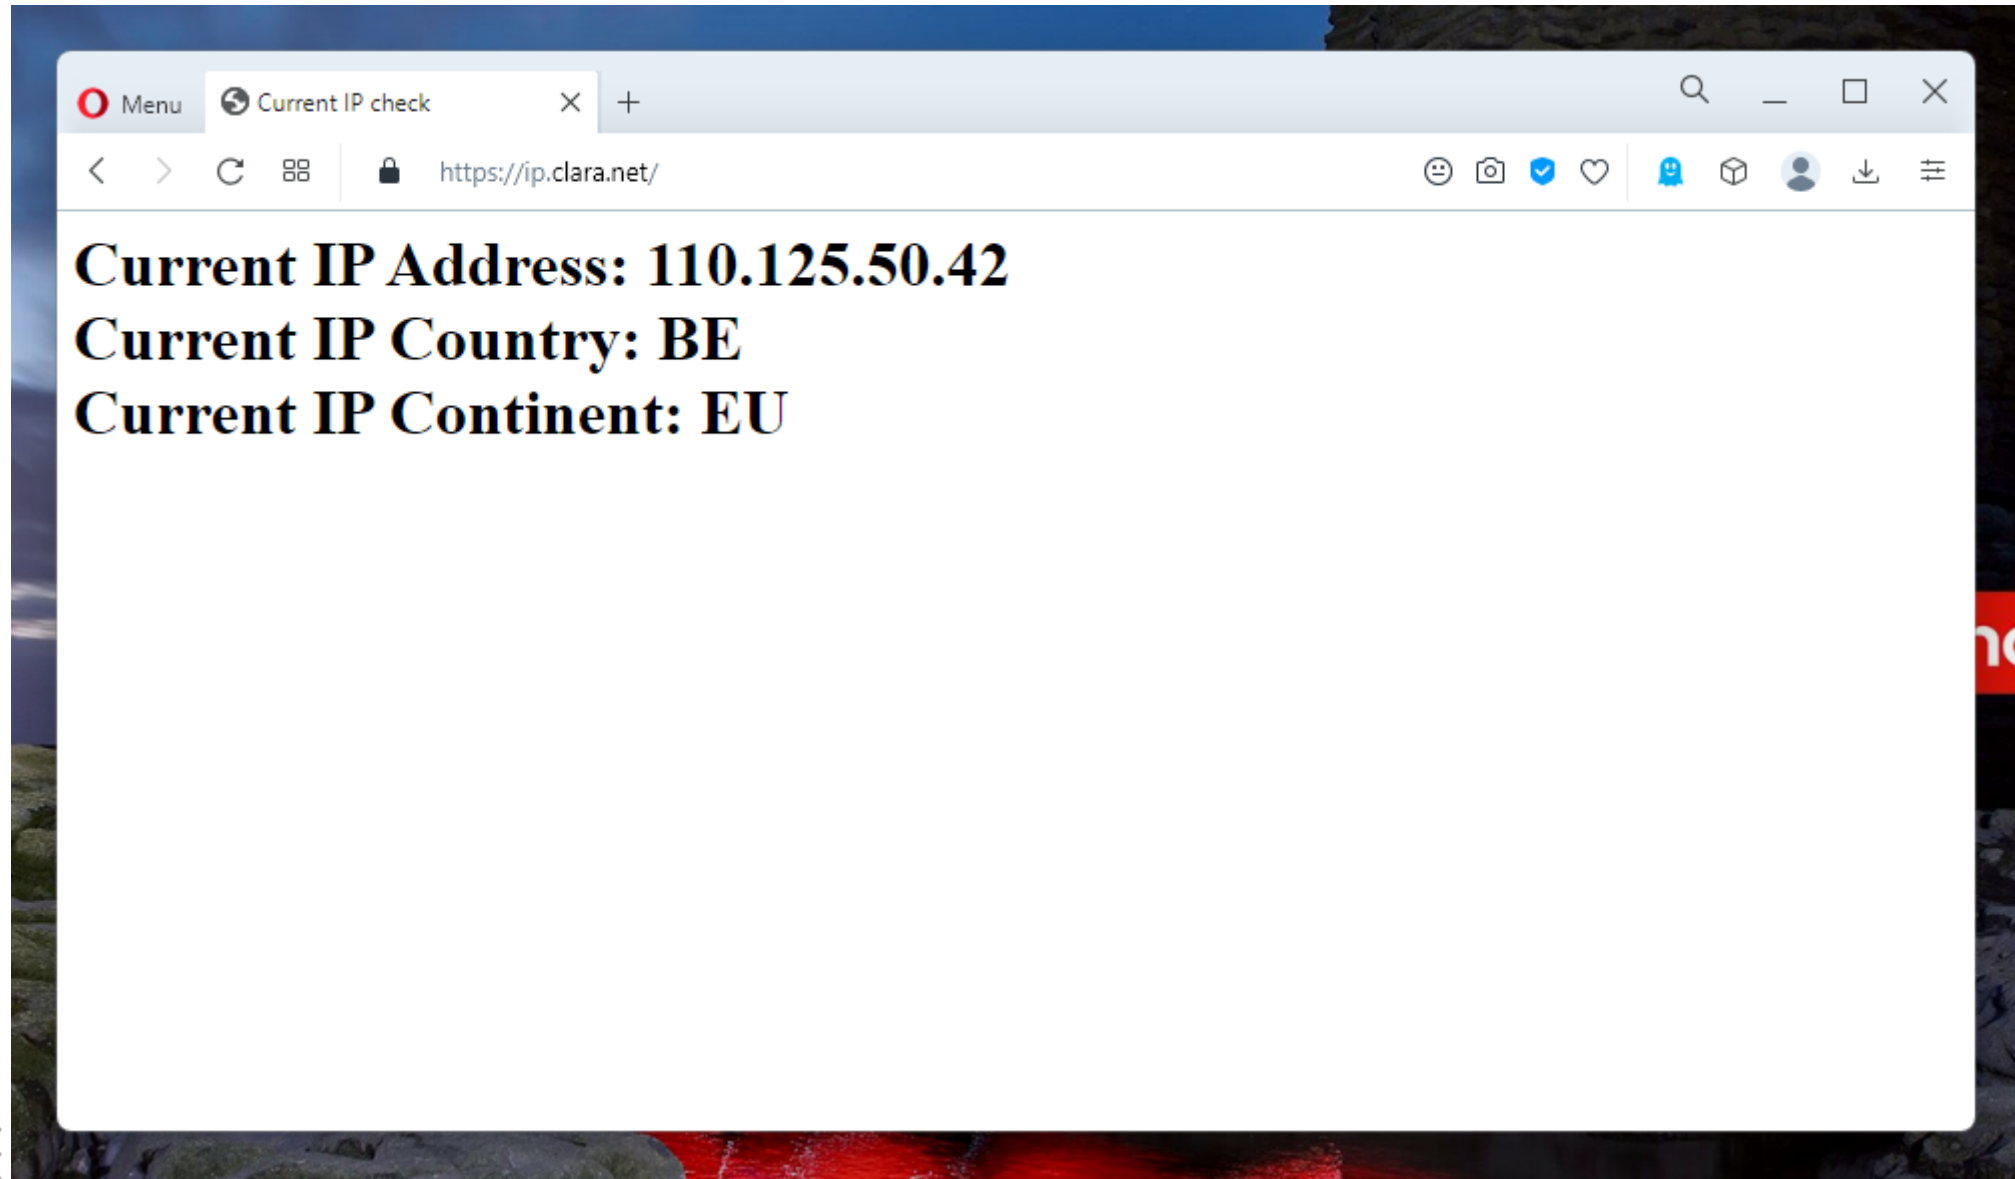 Menu
Current IP check
https://ip.clara.net/
Current IP Address: 110.125.50.42
Current IP Country: BE
Current IP Continent: EU